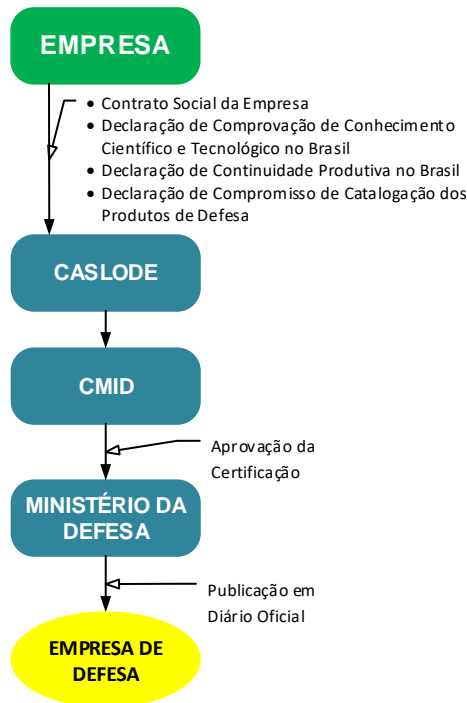 EMPRESA
• Contrato Social da Empresa
• Declaração de Comprovação de Conhecimento
Científico e Tecnológico no Brasil
• Declaração de Continuidade Produtiva no Brasil
• Declaração de Compromisso de Catalogação dos
Produtos de Defesa
CASLODE
CMID
Aprovação da
Certificação
MINISTÉRIO DA
DEFESA
Publicação em
Diário Oficial
EMPRESA DE
DEFESA